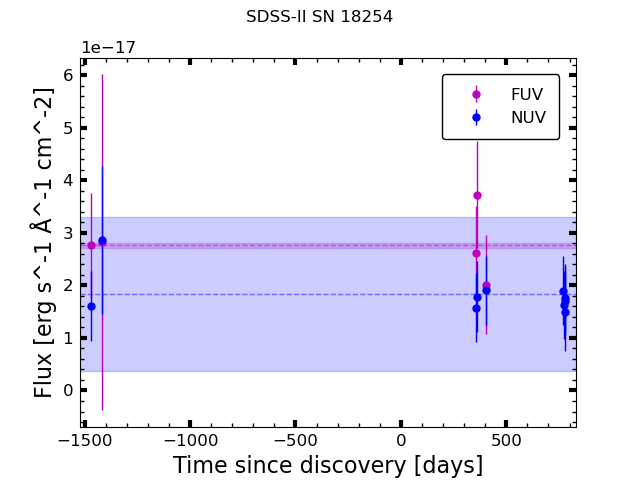 SDSS-II SN 18254
1e−17
FUV
NUV
6
5
4
3
2
1
0
Flux [erg s^-1 Å^-1 cm^-2]
−1500 −1000 −500 0 500
Time since discovery [days]